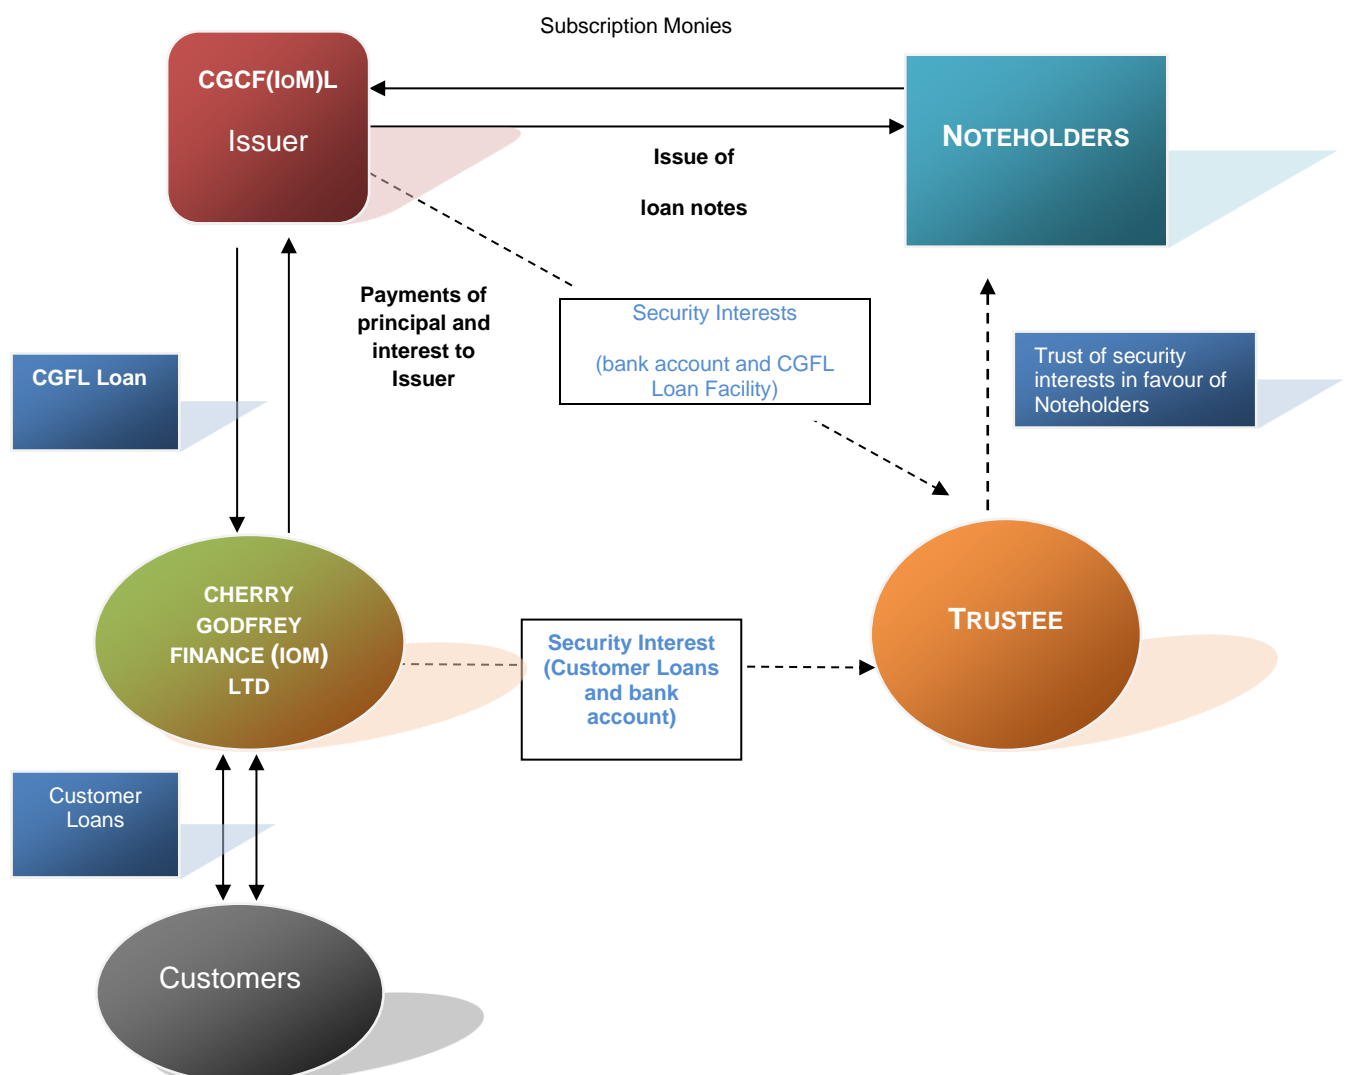 Subscription Monies
CGCF(IoM)L
Issuer
NOTEHOLDERS
Issue of
loan notes
Payments of
principal and
interest to
Issuer
Security Interests
(bank account and CGFL
Loan Facility)
Trust of security
interests in favour of
Noteholders
CGFL Loan
CHERRY
GODFREY
FINANCE (IOM)
LTD
Security Interest
(Customer Loans
and bank
account)
TRUSTEE
Customer
Loans
Customers